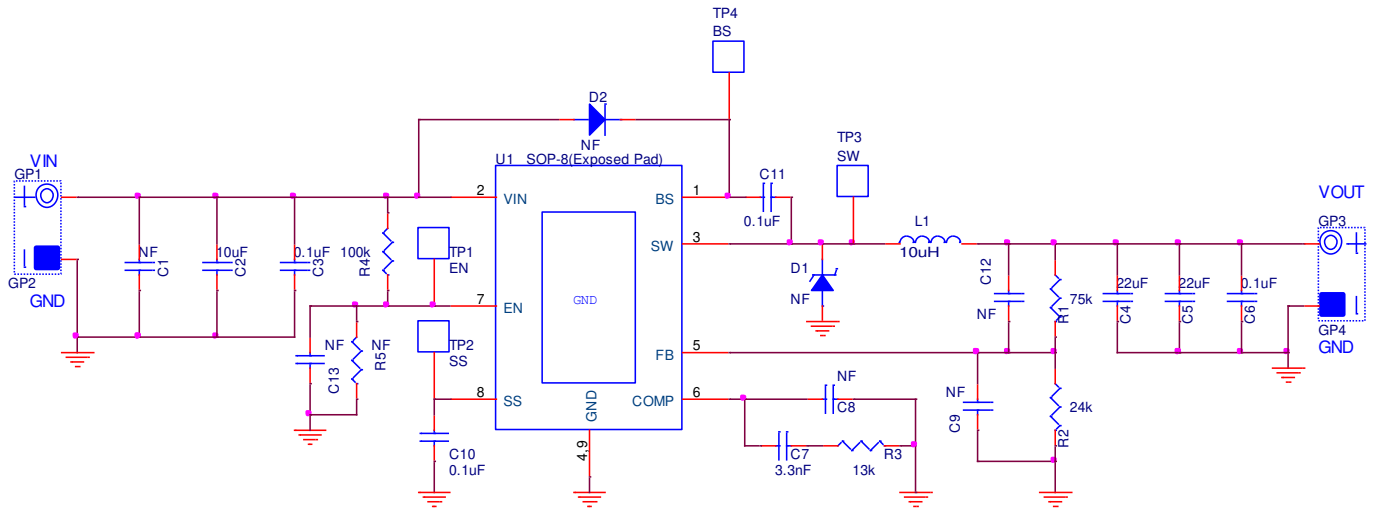 TP4
BS
D2
NF
U1 SOP-8(Exposed Pad)
TP3
SW
VIN
GP1
+
2
VIN
BS
1
C11
0.1uF
VOUT
GP3
+
L1
10uH
SW
3
NF
C1
10uF
C2
0.1uF
C3
100k
R4
TP1
EN
GND
D1
NF
C12
NF
75k
R1
22uF
C4
22uF
C5
0.1uF
C6
GP2
GND
GP4
GND
7
EN
TP2
SS
NF
C13
NF
R5
FB
5
8
SS
GND
COMP
6
NF
C8
NF
C9
24k
R2
C10
0.1uF
4,9
C7
3.3nF
R3
13k